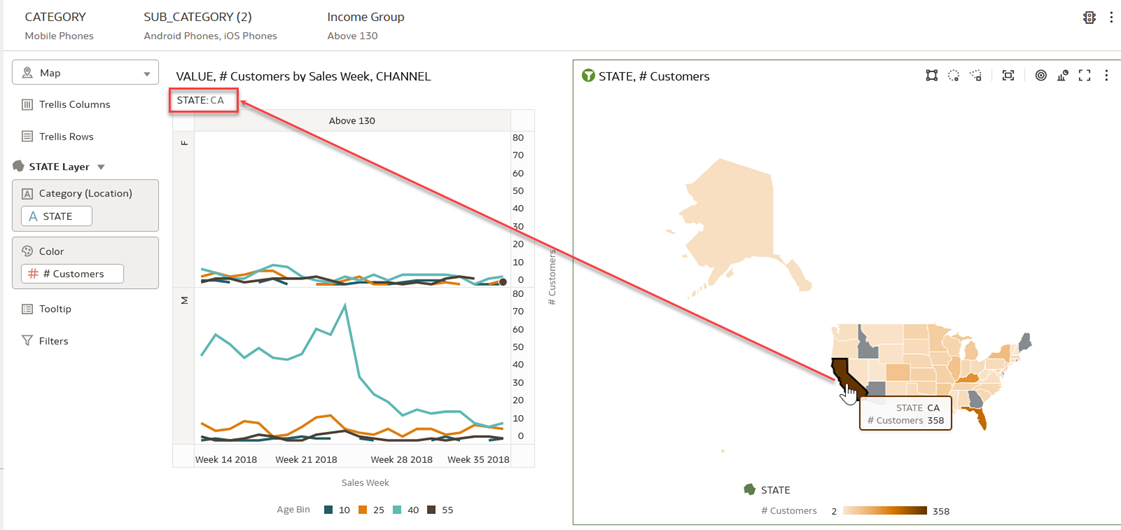 CATEGORY
Mobile Phones
SUB_CATEGORY (2)
Android Phones, iOS Phones
Income Group
Above 130
Map
Trellis Columns
Trellis Rows
STATE Layer
Category (Location)
A STATE
Color
# # Customers
Tooltip
Filters
VALUE, # Customers by Sales Week, CHANNEL
STATE: CA
Above 130
F
80
70
60
50
40
30
20
10
0
M
80
70
60
50
40
30
20
10
0
# Customers
Week 14 2018
Week 21 2018
Week 28 2018
Week 35 2018
Sales Week
Age Bin 10 25 40 55
STATE, # Customers
STATE CA
# Customers 358
STATE
# Customers 2 358